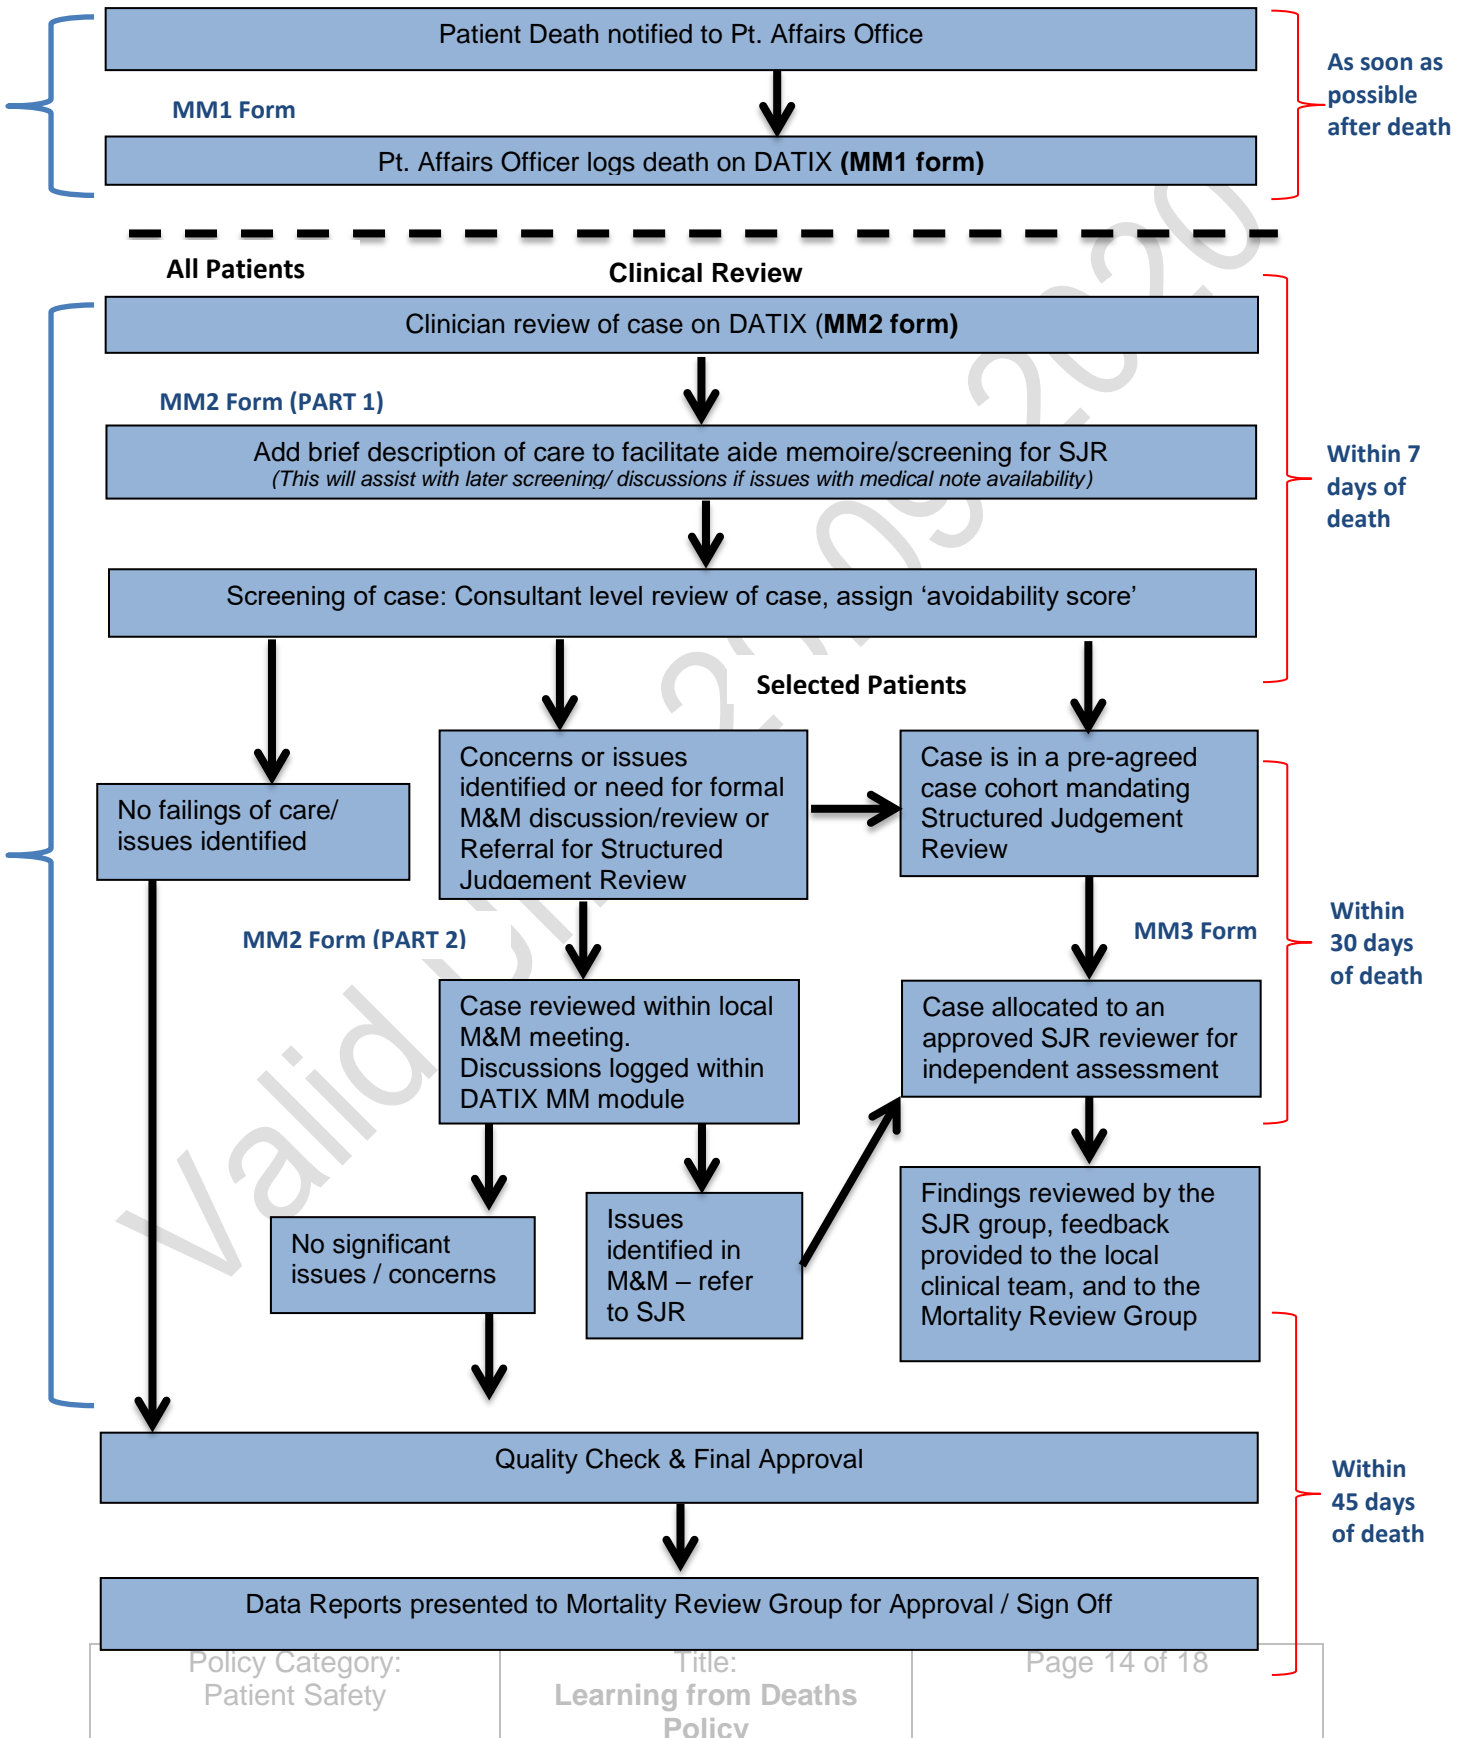 Patient Death notified to Pt. Affairs Office
As soon as
possible
after death
MM1 Form
Pt. Affairs Officer logs death on DATIX (MM1 form)
All Patients
Clinical Review
Clinician review of case on DATIX (MM2 form)
MM2 Form (PART 1)
Add brief description of care to facilitate aide memoire/screening for SJR
(This will assist with later screening/ discussions if issues with medical note availability)
Within 7
days of
death
Screening of case: Consultant level review of case, assign ‘avoidability score’
Selected Patients
No failings of care/
issues identified
Concerns or issues
identified or need for formal
M&M discussion/review or
Referral for Structured
Judgement Review
Case is in a pre-agreed
case cohort mandating
Structured Judgement
Review
MM2 Form (PART 2)
MM3 Form
Within
30 days
of death
Case reviewed within local
M&M meeting.
Discussions logged within
DATIX MM module
Case allocated to an
approved SJR reviewer for
independent assessment
No significant
issues / concerns
Issues
identified in
M&M – refer
to SJR
Findings reviewed by the
SJR group, feedback
provided to the local
clinical team, and to the
Mortality Review Group
Quality Check & Final Approval
Within
45 days
of death
Data Reports presented to Mortality Review Group for Approval / Sign Off
Policy Category:
Patient Safety
Title:
Learning from Deaths
Policy
Page 14 of 18
Valid